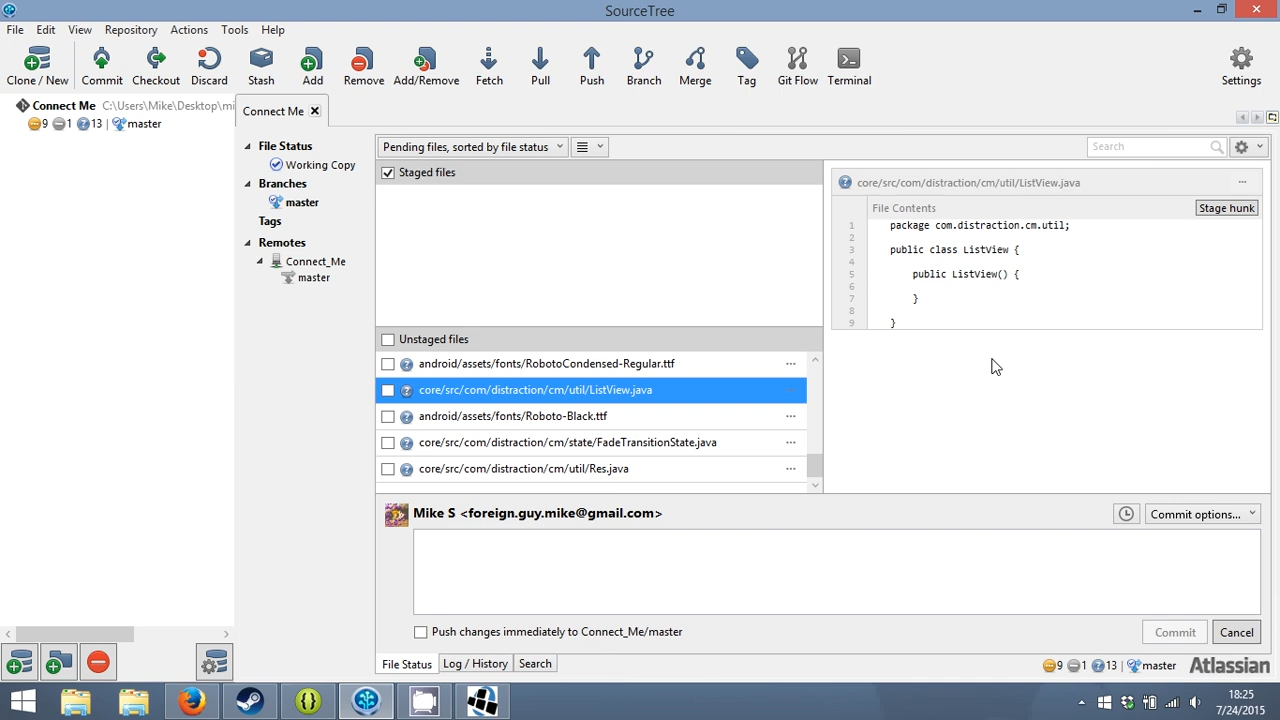 SourceTree
File Edit View Repository Actions Tools Help
Clone / New Commit Checkout Discard Stash Add Remove Add/Remove Fetch Pull Push Branch Merge Tag Git Flow Terminal Settings
Connect Me C:\Users\Mike\Desktop\mi
9 1 13 master
Connect Me
File Status
Working Copy
Branches
master
Tags
Remotes
Connect_Me
master
Pending files, sorted by file status
Search
Staged files
Unstaged files
android/assets/fonts/RobotoCondensed-Regular.ttf ...
core/src/com/distraction/cm/util/ListView.java ...
android/assets/fonts/Roboto-Black.ttf ...
core/src/com/distraction/cm/state/FadeTransitionState.java ...
core/src/com/distraction/cm/util/Res.java ...
core/src/com/distraction/cm/util/ListView.java ...
File Contents Stage hunk
1 package com.distraction.cm.util;
2
3 public class ListView {
4
5 public ListView() {
6
7 }
8
9 }
Mike S <foreign.guy.mike@gmail.com>
Commit options...
Push changes immediately to Connect_Me/master
Commit Cancel
File Status Log / History Search
9 1 13 master Atlassian
18:25
7/24/2015